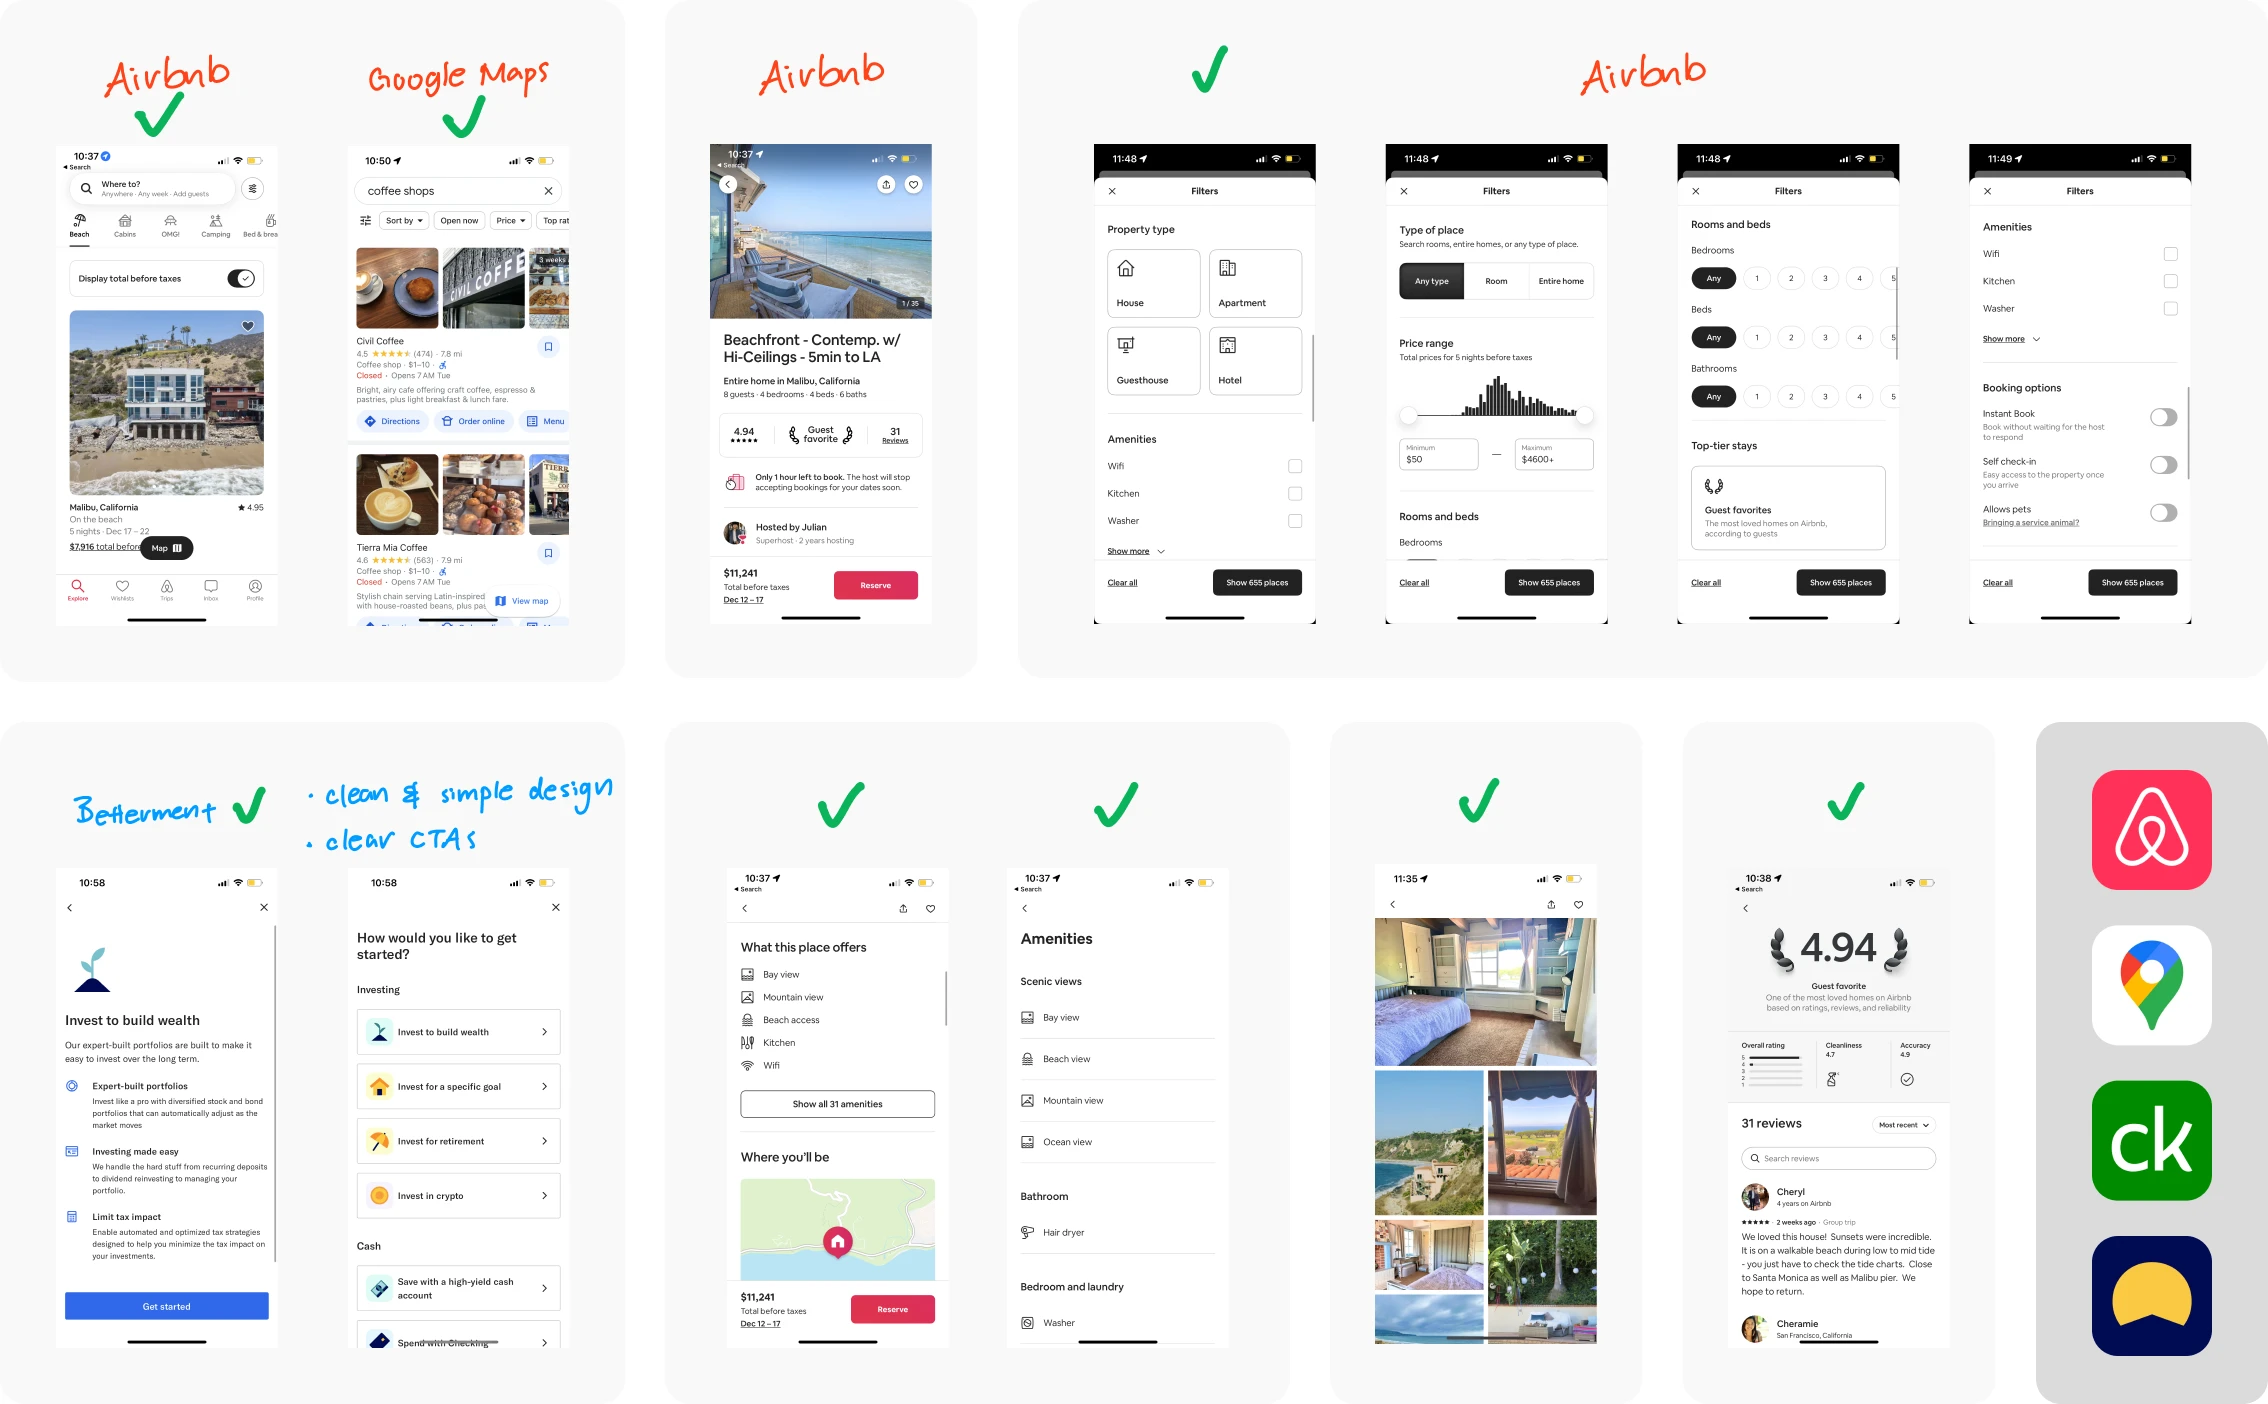 Airbnb
Google Maps
10:37
Search
Where to?
Anywhere · Any week · Add guests
Beach
Cabins
OMG!
Camping
Bed & brea
Display total before taxes
Malibu, California
4.95
On the beach
5 nights · Dec 17 – 22
$7,916 total before
Map
Explore
Wishlists
Trips
Inbox
Profile
10:50
coffee shops
Sort by
Open now
Price
Top rat
CIVIL COFFE
3 weeks
Civil Coffee
4.5 (474) · 7.8 mi
Coffee shop · $1–10 ·
Closed · Opens 7 AM Tue
Bright, airy cafe offering craft coffee, espresso &
pastries, plus light breakfast & lunch fare.
Directions
Order online
Menu
TIERR
Tierra Mia Coffee
4.6 (563) · 7.9 mi
Coffee shop · $1–10 ·
Closed · Opens 7 AM Tue
Stylish chain serving Latin-inspired
with house-roasted beans, plus pas
View map
Airbnb
10:37
Search
1 / 35
Beachfront - Contemp. w/
Hi-Ceilings - 5min to LA
Entire home in Malibu, California
8 guests · 4 bedrooms · 4 beds · 6 baths
4.94
Guest
favorite
31
Reviews
Only 1 hour left to book. The host will stop
accepting bookings for your dates soon.
Hosted by Julian
Superhost · 2 years hosting
$11,241
Total before taxes
Dec 12 – 17
Reserve
Airbnb
11:48
Filters
Property type
House
Apartment
Guesthouse
Hotel
Amenities
Wifi
Kitchen
Washer
Show more
Clear all
Show 655 places
11:48
Filters
Type of place
Search rooms, entire homes, or any type of place.
Any type
Room
Entire home
Price range
Total prices for 5 nights before taxes
Minimum
$50
—
Maximum
$4600+
Rooms and beds
Bedrooms
Clear all
Show 655 places
11:48
Filters
Rooms and beds
Bedrooms
Any 1 2 3 4 5
Beds
Any 1 2 3 4 5
Bathrooms
Any 1 2 3 4 5
Top-tier stays
Guest favorites
The most loved homes on Airbnb,
according to guests
Clear all
Show 655 places
11:49
Filters
Amenities
Wifi
Kitchen
Washer
Show more
Booking options
Instant Book
Book without waiting for the host
to respond
Self check-in
Easy access to the property once
you arrive
Allows pets
Bringing a service animal?
Clear all
Show 655 places
Betterment
· clean & simple design
· clear CTAs
10:58
Invest to build wealth
Our expert-built portfolios are built to make it
easy to invest over the long term.
Expert-built portfolios
Invest like a pro with diversified stock and bond
portfolios that can automatically adjust as the
market moves
Investing made easy
We handle the hard stuff from recurring deposits
to dividend reinvesting to managing your
portfolio.
Limit tax impact
Enable automated and optimized tax strategies
designed to help you minimize the tax impact on
your investments.
Get started
10:58
How would you like to get
started?
Investing
Invest to build wealth
Invest for a specific goal
Invest for retirement
Invest in crypto
Cash
Save with a high-yield cash
account
Spend with Checking
10:37
Search
What this place offers
Bay view
Mountain view
Beach access
Kitchen
Wifi
Show all 31 amenities
Where you'll be
$11,241
Total before taxes
Dec 12 – 17
Reserve
10:37
Search
Amenities
Scenic views
Bay view
Beach view
Mountain view
Ocean view
Bathroom
Hair dryer
Bedroom and laundry
Washer
11:35
10:38
Search
4.94
Guest favorite
One of the most loved homes on Airbnb
based on ratings, reviews, and reliability
Overall rating
5
4
3
2
1
Cleanliness
4.7
Accuracy
4.9
31 reviews
Most recent
Search reviews
Cheryl
4 years on Airbnb
2 weeks ago · Group trip
We loved this house! Sunsets were incredible.
It is on a walkable beach during low to mid tide
- you just have to check the tide charts. Close
to Santa Monica as well as Malibu pier. We
hope to return.
Cheramie
San Francisco, California
ck